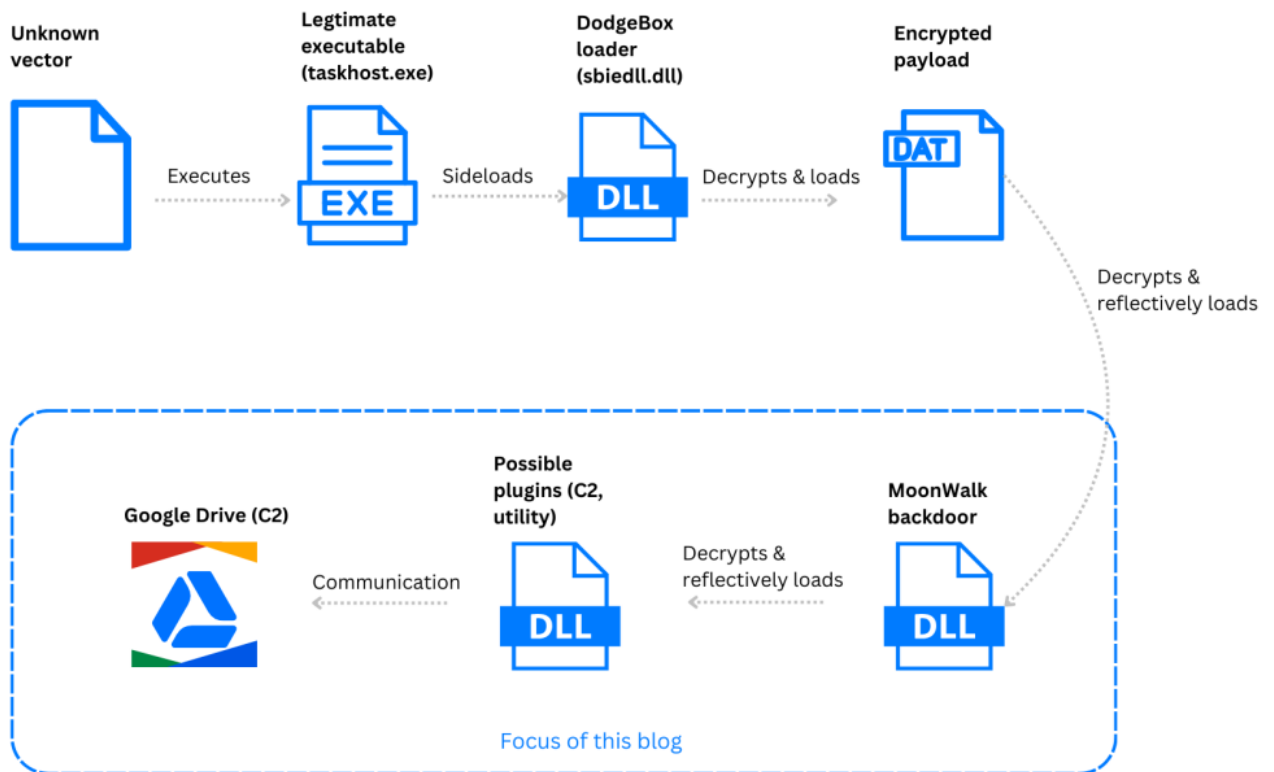 Unknown
vector
Legtimate
executable
(taskhost.exe)
DodgeBox
loader
(sbiedll.dll)
Encrypted
payload
Executes
EXE
Sideloads
DLL
Decrypts & loads
DAT
Decrypts &
reflectively loads
Google Drive (C2)
Communication
Possible
plugins (C2,
utility)
DLL
Decrypts &
reflectively loads
MoonWalk
backdoor
DLL
Focus of this blog